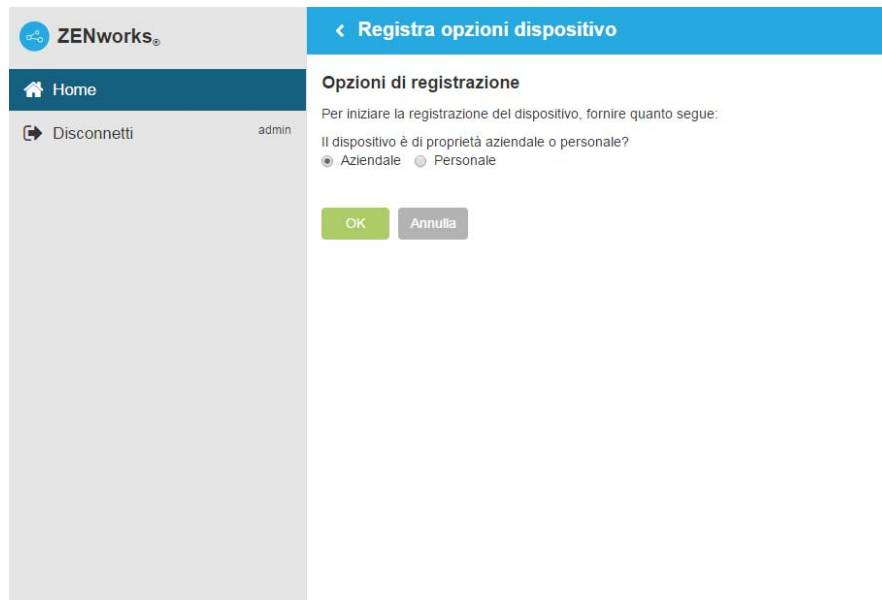 ZENworks®
Home
Disconnetti admin
Registra opzioni dispositivo
Opzioni di registrazione
Per iniziare la registrazione del dispositivo, fornire quanto segue:
Il dispositivo è di proprietà aziendale o personale?
Aziendale Personale
OK Annulla